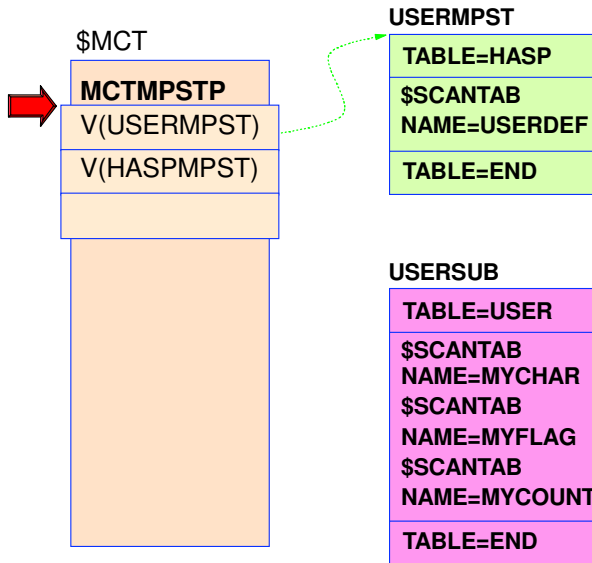 $MCT
MCTMPSTP
V(USERMPST)
V(HASPMPST)
USERMPST
TABLE=HASP
$SCANTAB
NAME=USERDEF
TABLE=END
USERSUB
TABLE=USER
$SCANTAB
NAME=MYCHAR
$SCANTAB
NAME=MYFLAG
$SCANTAB
NAME=MYCOUNT
TABLE=END